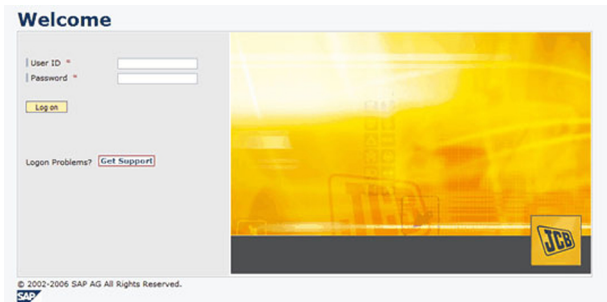 Welcome
User ID *
Password *
Log on
Logon Problems? Get Support
JCB
© 2002-2006 SAP AG All Rights Reserved.
SAP